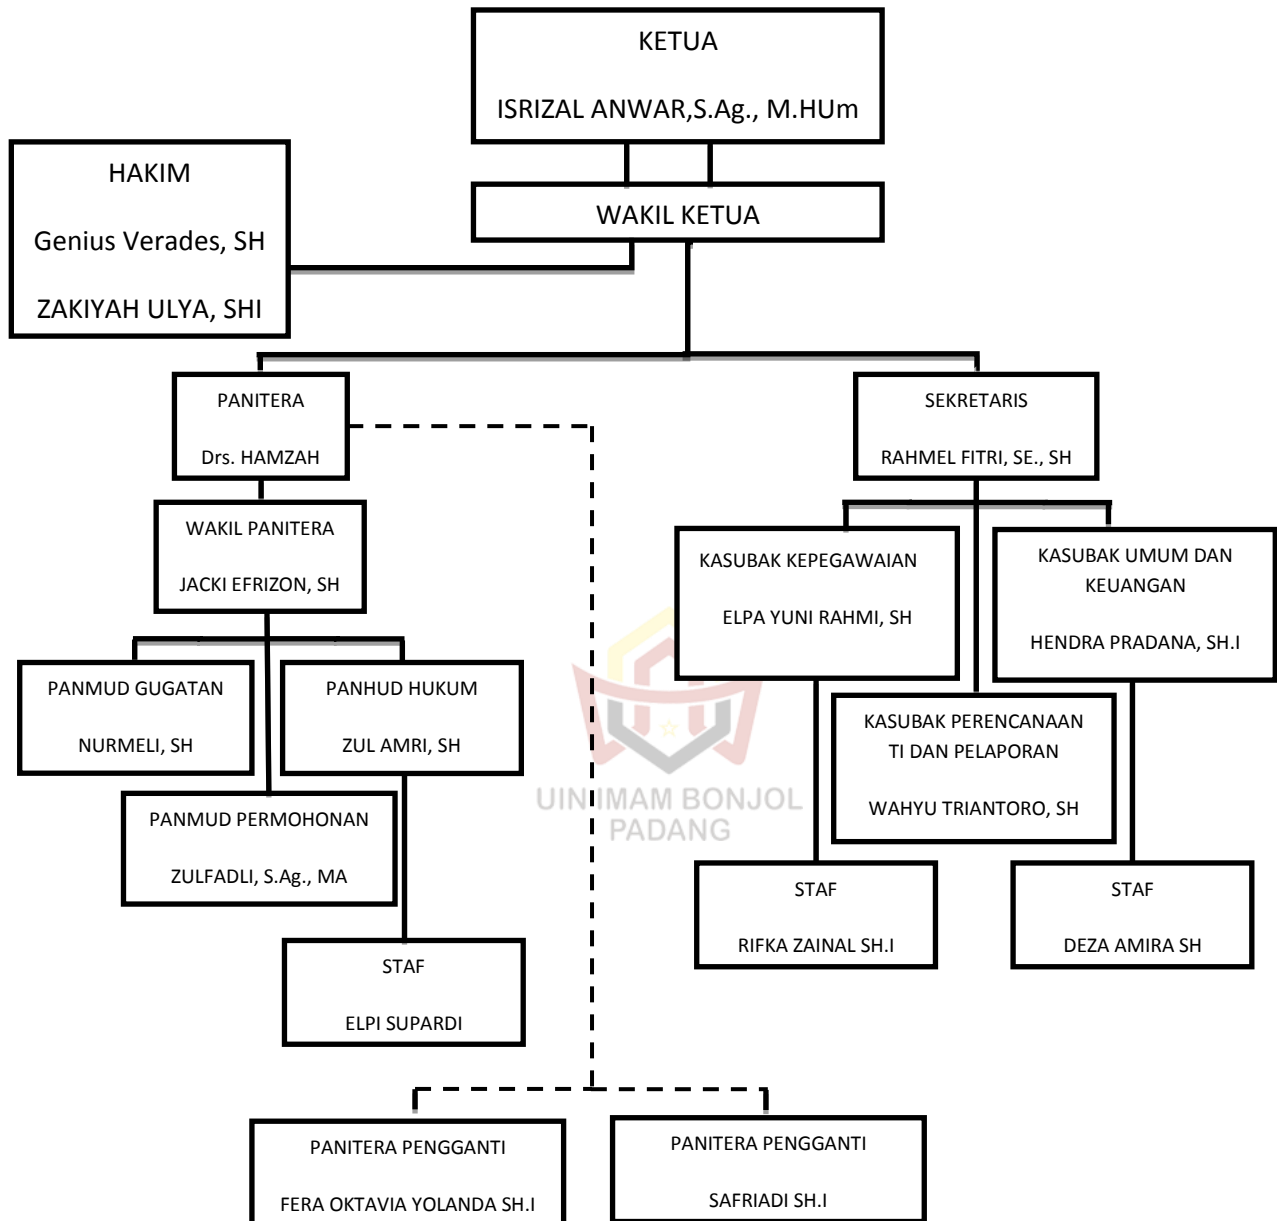 KETUA
ISRIZAL ANWAR,S.Ag., M.HUm
HAKIM
Genius Verades, SH
ZAKIYAH ULYA, SHI
WAKIL KETUA
PANITERA
Drs. HAMZAH
SEKRETARIS
RAHMEL FITRI, SE., SH
WAKIL PANITERA
JACKI EFRIZON, SH
KASUBAK KEPEGAWAIAN
ELPA YUNI RAHMI, SH
KASUBAK UMUM DAN
KEUANGAN
HENDRA PRADANA, SH.I
PANMUD GUGATAN
NURMELI, SH
PANHUD HUKUM
ZUL AMRI, SH
KASUBAK PERENCANAAN
TI DAN PELAPORAN
WAHYU TRIANTORO, SH
PANMUD PERMOHONAN
ZULFADLI, S.Ag., MA
UIN IMAM BONJOL
PADANG
STAF
RIFKA ZAINAL SH.I
STAF
DEZA AMIRA SH
STAF
ELPI SUPARDI
PANITERA PENGGANTI
FERA OKTAVIA YOLANDA SH.I
PANITERA PENGGANTI
SAFRIADI SH.I